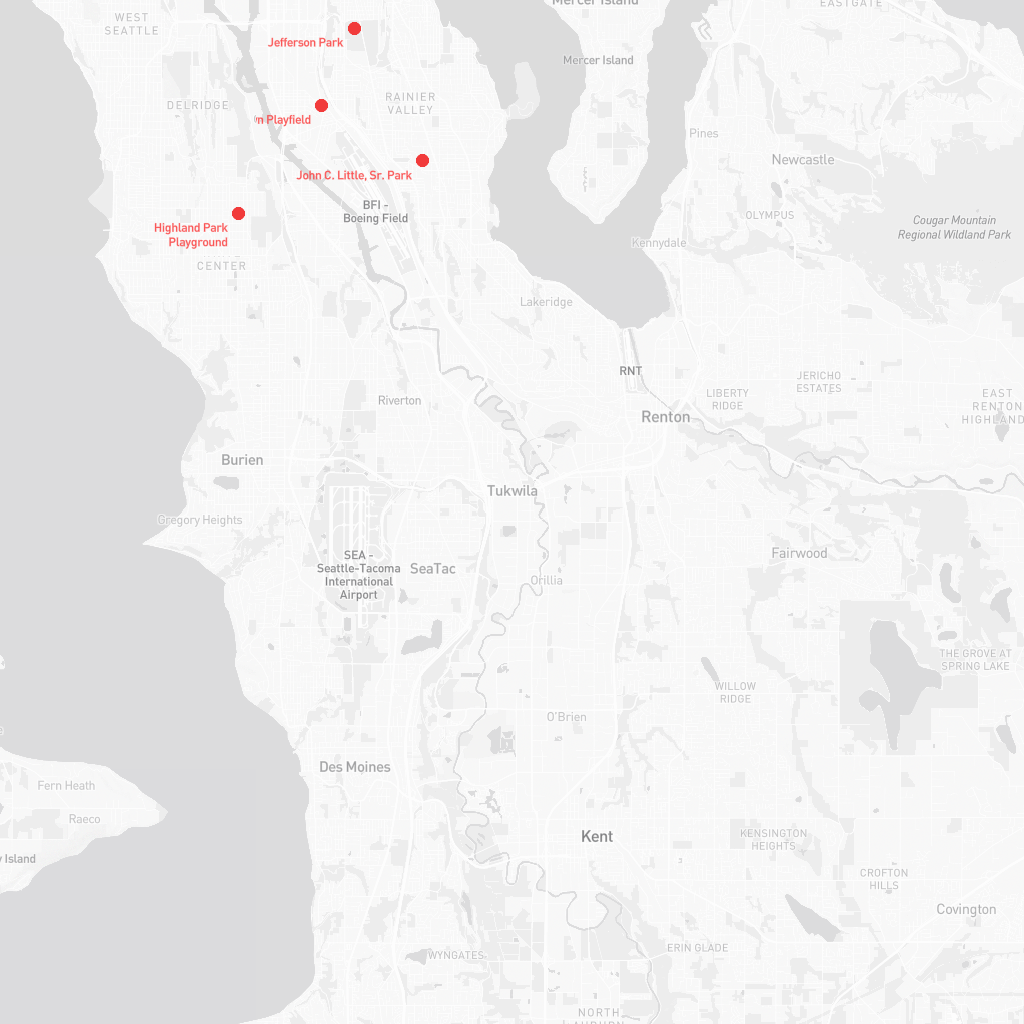 Mercer Island
EASTGATE
WEST
SEATTLE
Jefferson Park
Mercer Island
DELRIDGE
RAINIER
VALLEY
n Playfield
Pines
Newcastle
John C. Little, Sr. Park
BFI -
Boeing Field
OLYMPUS
Cougar Mountain
Regional Wildland Park
Highland Park
Playground
Kennydale
CENTER
Lakeridge
RNT
JERICHO
ESTATES
LIBERTY
RIDGE
EAST
RENTON
HIGHLAND
Riverton
Renton
Burien
Tukwila
Gregory Heights
SEA -
Seattle-Tacoma
International
Airport
SeaTac
Fairwood
Orillia
THE GROVE AT
SPRING LAKE
WILLOW
RIDGE
O'Brien
Des Moines
Fern Heath
Raeco
Kent
KENSINGTON
HEIGHTS
Island
CROFTON
HILLS
Covington
ERIN GLADE
WYNGATES
NORTH
AUBURN